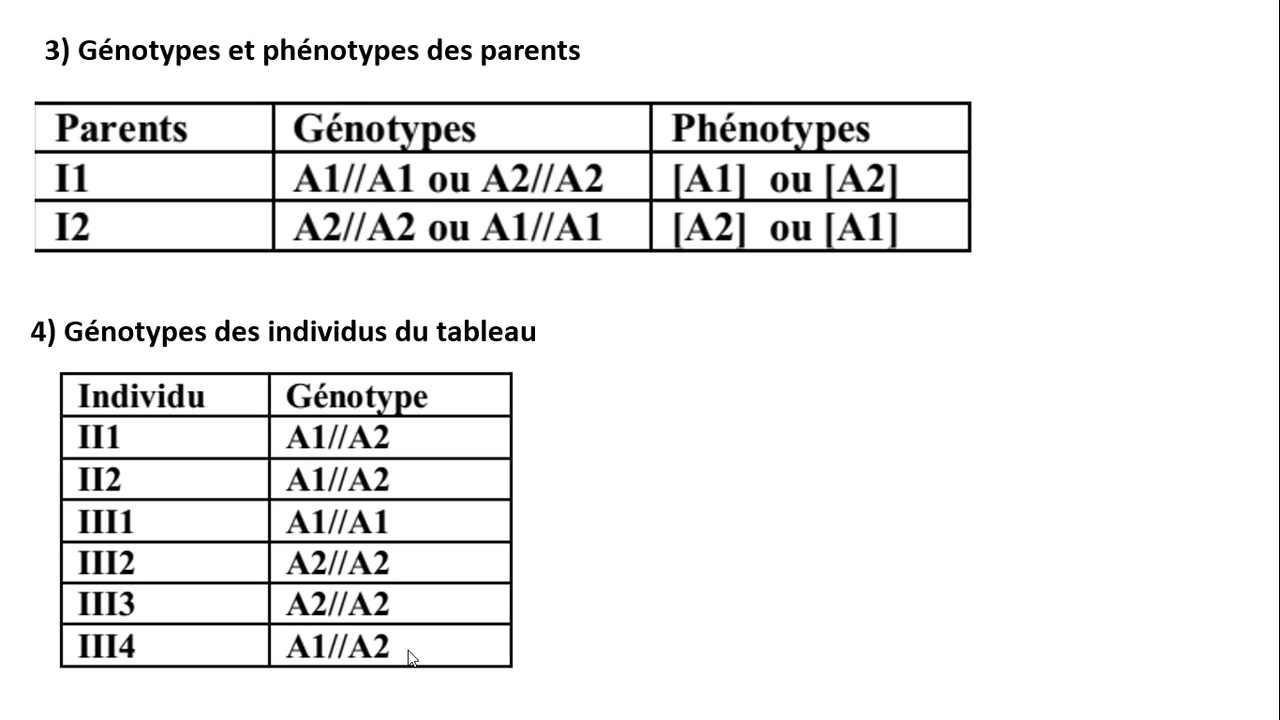 3) Génotypes et phénotypes des parents
Parents Génotypes Phénotypes
I1 A1//A1 ou A2//A2 [A1] ou [A2]
I2 A2//A2 ou A1//A1 [A2] ou [A1]
4) Génotypes des individus du tableau
Individu Génotype
II1 A1//A2
II2 A1//A2
III1 A1//A1
III2 A2//A2
III3 A2//A2
III4 A1//A2